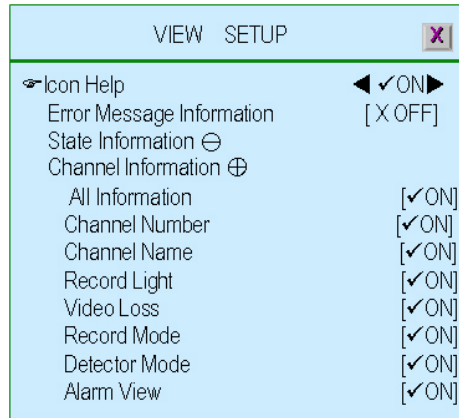 VIEW SETUP X
☞Icon Help ◀ ✓ON▶
Error Message Information [ X OFF]
State Information ⊖
Channel Information ⊕
All Information [✓ON]
Channel Number [✓ON]
Channel Name [✓ON]
Record Light [✓ON]
Video Loss [✓ON]
Record Mode [✓ON]
Detector Mode [✓ON]
Alarm View [✓ON]